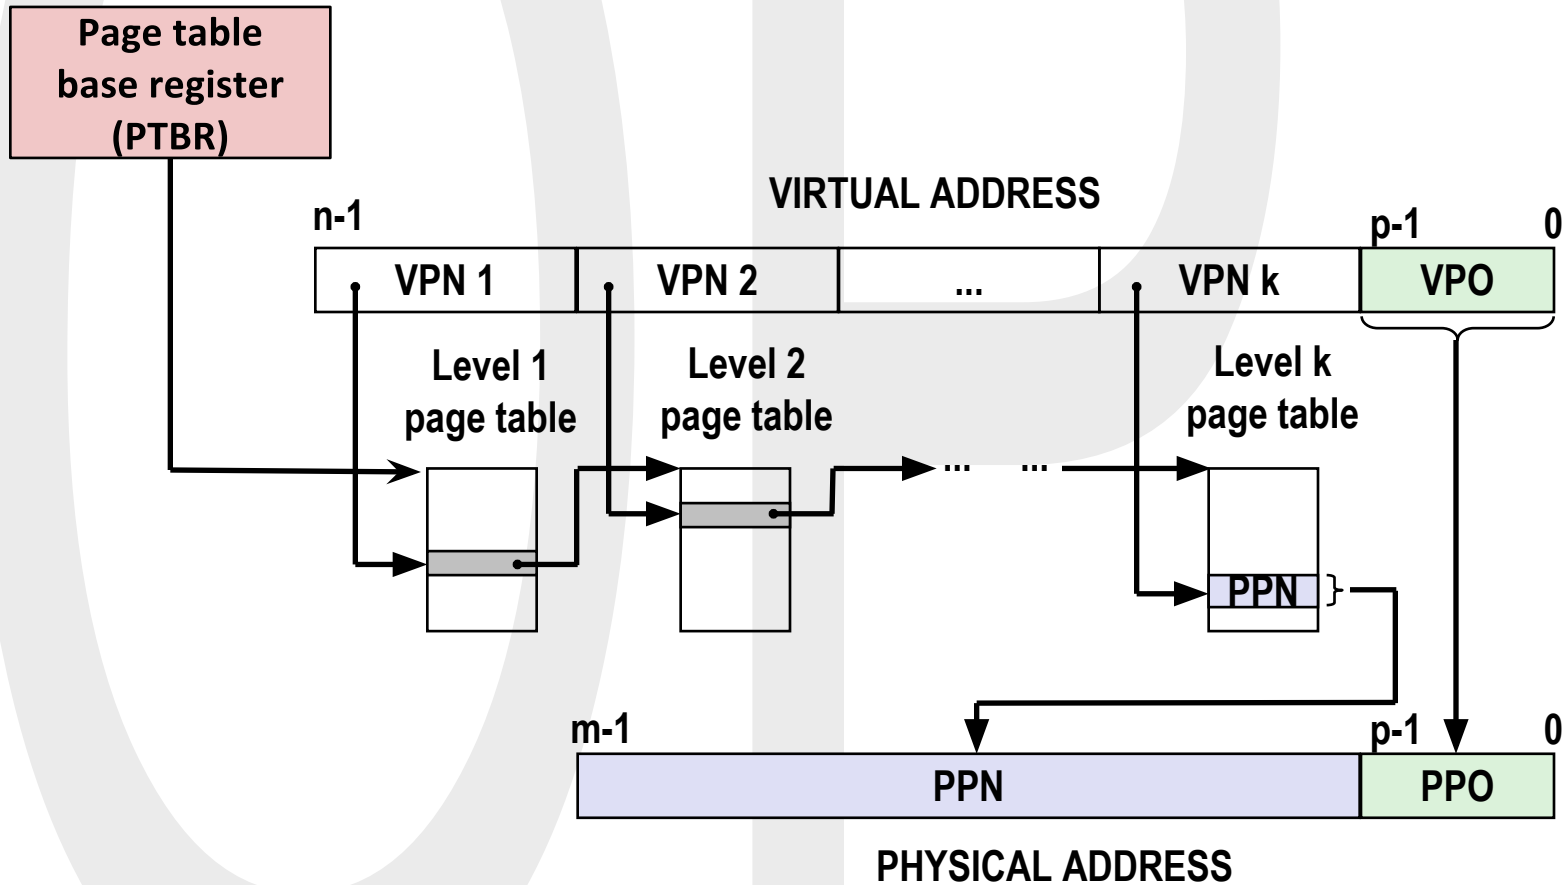 Page table
base register
(PTBR)
VIRTUAL ADDRESS
n-1
p-1
0
VPN 1
VPN 2
...
VPN k
VPO
Level 1
page table
Level 2
page table
Level k
page table
...
...
PPN
m-1
p-1
0
PPN
PPO
PHYSICAL ADDRESS